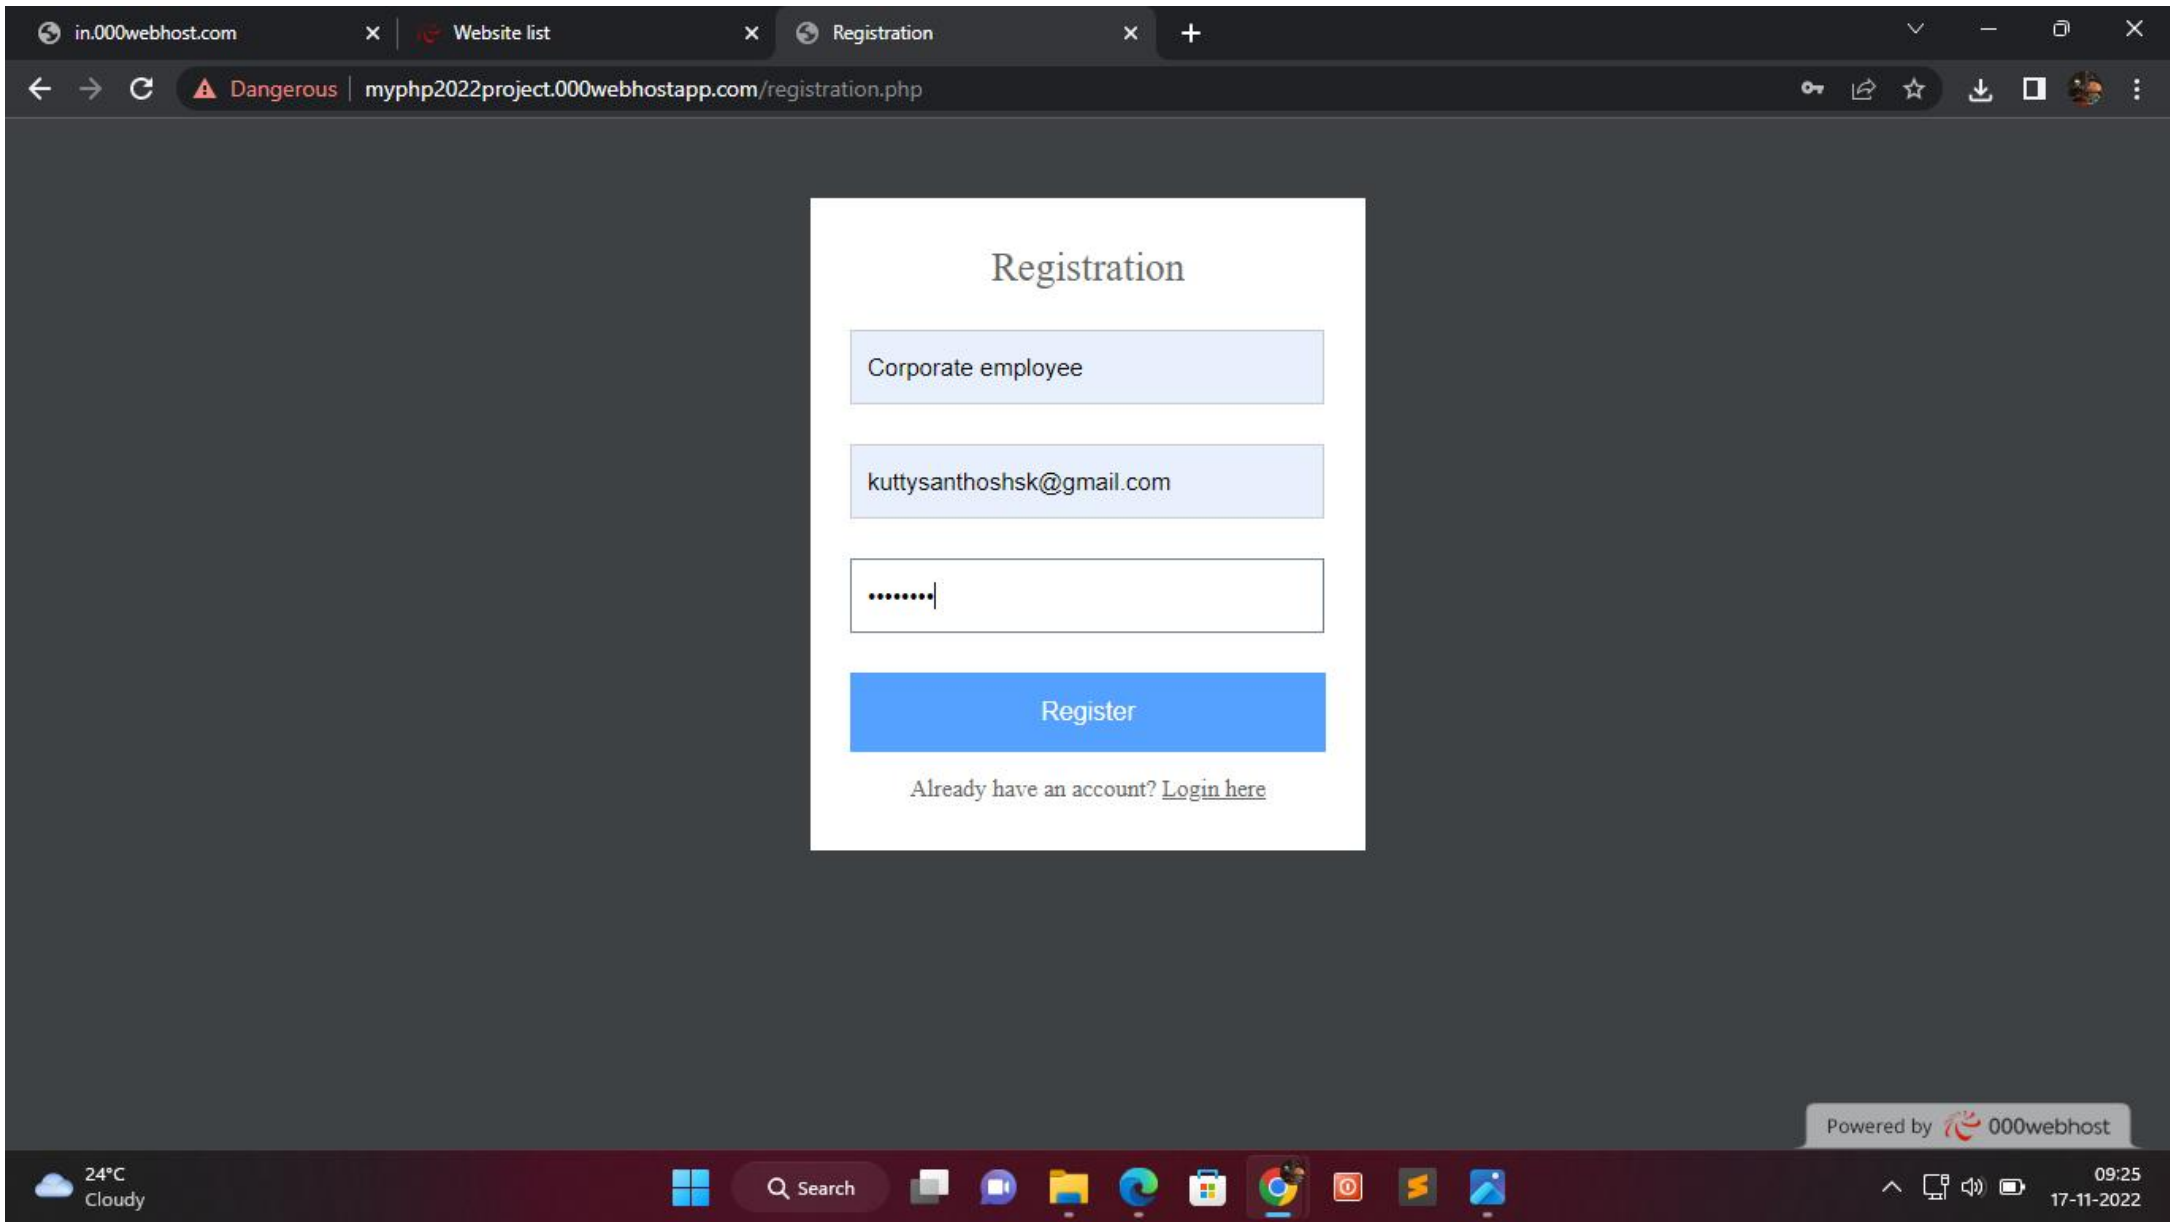 in.000webhost.com
Website list
Registration
Dangerous
myphp2022project.000webhostapp.com/registration.php
Registration
Corporate employee
kuttysanthoshsk@gmail.com
••••••••
Register
Already have an account? Login here
Powered by 000webhost
24°C
Cloudy
Search
09:25
17-11-2022